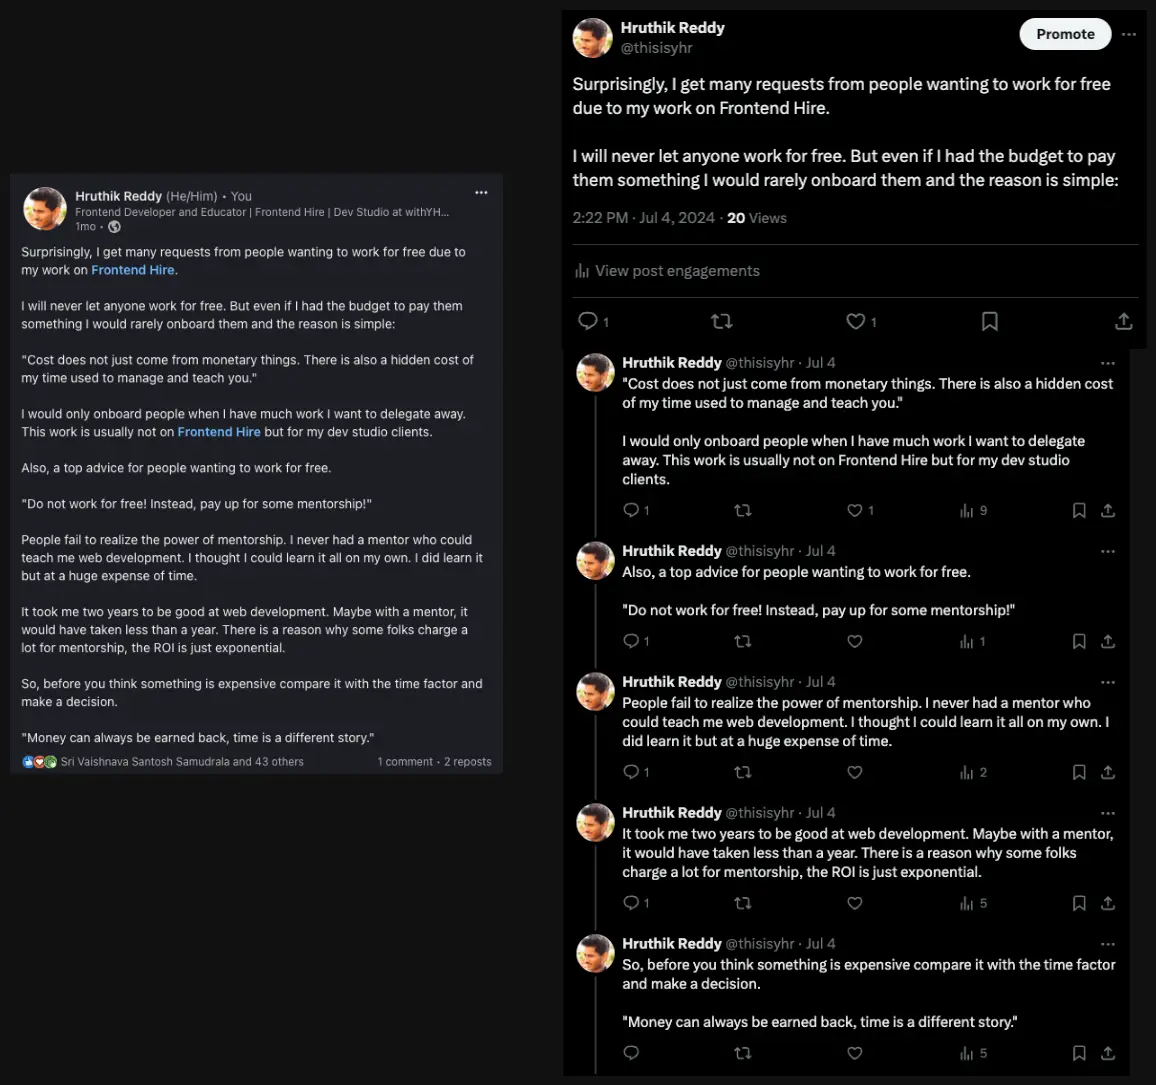 Hruthik Reddy (He/Him) • You
Frontend Developer and Educator | Frontend Hire | Dev Studio at withYH...
1mo •
Surprisingly, I get many requests from people wanting to work for free due to
my work on Frontend Hire.
I will never let anyone work for free. But even if I had the budget to pay them
something I would rarely onboard them and the reason is simple:
"Cost does not just come from monetary things. There is also a hidden cost of
my time used to manage and teach you."
I would only onboard people when I have much work I want to delegate away.
This work is usually not on Frontend Hire but for my dev studio clients.
Also, a top advice for people wanting to work for free.
"Do not work for free! Instead, pay up for some mentorship!"
People fail to realize the power of mentorship. I never had a mentor who could
teach me web development. I thought I could learn it all on my own. I did learn it
but at a huge expense of time.
It took me two years to be good at web development. Maybe with a mentor, it
would have taken less than a year. There is a reason why some folks charge a
lot for mentorship, the ROI is just exponential.
So, before you think something is expensive compare it with the time factor and
make a decision.
"Money can always be earned back, time is a different story."
Sri Vaishnava Santosh Samudrala and 43 others
1 comment • 2 reposts
Hruthik Reddy
@thisisyhr
Promote
Surprisingly, I get many requests from people wanting to work for free
due to my work on Frontend Hire.
I will never let anyone work for free. But even if I had the budget to pay
them something I would rarely onboard them and the reason is simple:
2:22 PM · Jul 4, 2024 · 20 Views
View post engagements
1 1
Hruthik Reddy @thisisyhr · Jul 4
"Cost does not just come from monetary things. There is also a hidden cost
of my time used to manage and teach you."
I would only onboard people when I have much work I want to delegate
away. This work is usually not on Frontend Hire but for my dev studio
clients.
1 1 9
Hruthik Reddy @thisisyhr · Jul 4
Also, a top advice for people wanting to work for free.
"Do not work for free! Instead, pay up for some mentorship!"
1 1
Hruthik Reddy @thisisyhr · Jul 4
People fail to realize the power of mentorship. I never had a mentor who
could teach me web development. I thought I could learn it all on my own. I
did learn it but at a huge expense of time.
1 2
Hruthik Reddy @thisisyhr · Jul 4
It took me two years to be good at web development. Maybe with a mentor,
it would have taken less than a year. There is a reason why some folks
charge a lot for mentorship, the ROI is just exponential.
1 5
Hruthik Reddy @thisisyhr · Jul 4
So, before you think something is expensive compare it with the time factor
and make a decision.
"Money can always be earned back, time is a different story."
5